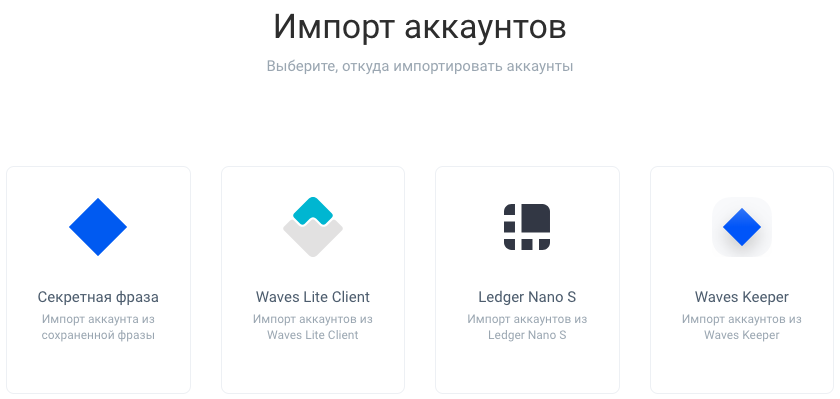 Импорт аккаунтов
Выберите, откуда импортировать аккаунты
Секретная фраза
Импорт аккаунта из
сохраненной фразы
Waves Lite Client
Импорт аккаунтов из
Waves Lite Client
Ledger Nano S
Импорт аккаунтов из
Ledger Nano S
Waves Keeper
Импорт аккаунтов из
Waves Keeper